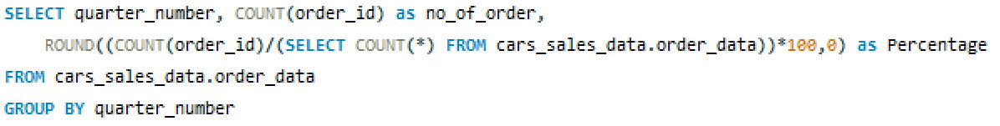 SELECT quarter_number, COUNT(order_id) as no_of_order,
ROUND((COUNT(order_id)/(SELECT COUNT(*) FROM cars_sales_data.order_data))*100,0) as Percentage
FROM cars_sales_data.order_data
GROUP BY quarter_number